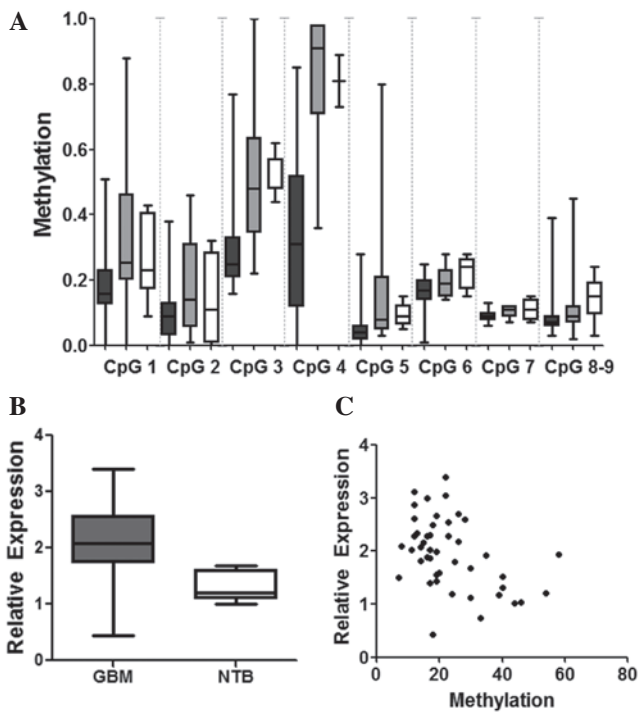 A
1.0
0.8
0.6
0.4
0.2
0.0
Methylation
CpG 1 CpG 2 CpG 3 CpG 4 CpG 5 CpG 6 CpG 7 CpG 8-9
B
4
3
2
1
0
Relative Expression
GBM NTB
C
4
3
2
1
0
Relative Expression
0 20 40 60 80
Methylation